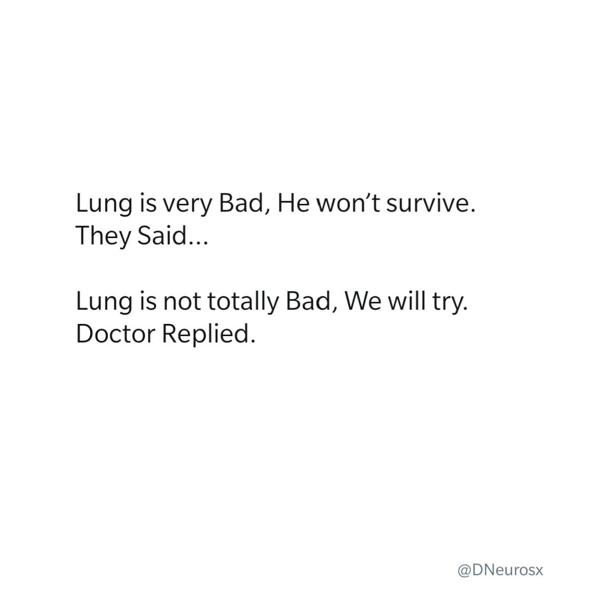 Lung is very Bad, He won’t survive.
They Said...
Lung is not totally Bad, We will try.
Doctor Replied.
@DNeurosx